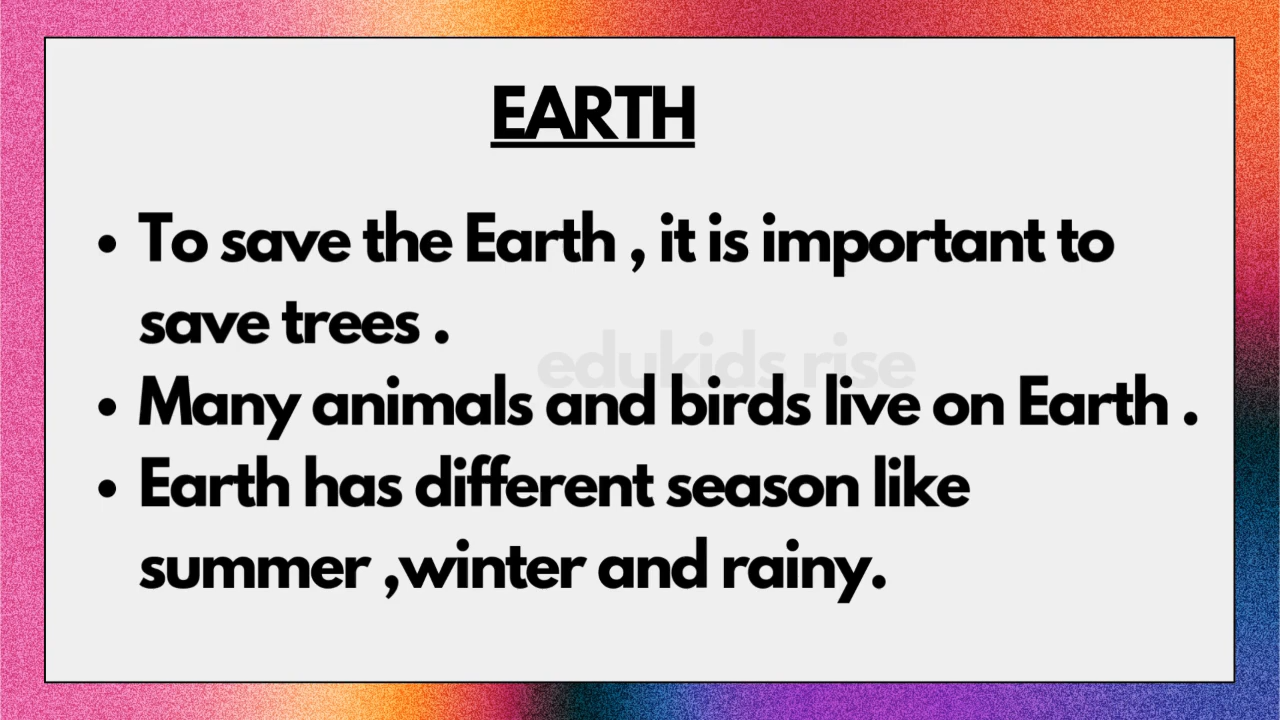 EARTH
• To save the Earth , it is important to
save trees .
edukids rise
• Many animals and birds live on Earth .
• Earth has different season like
summer ,winter and rainy.